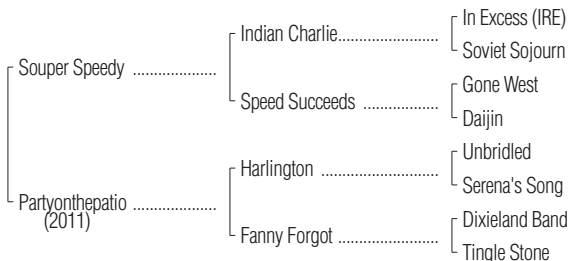 In Excess (IRE)
Indian Charlie....................
Soviet Sojourn
Souper Speedy .................
Gone West
Speed Succeeds ...............
Daijin
Unbridled
Harlington ........................
Serena's Song
Partyonthepatio .................
(2011)
Dixieland Band
Fanny Forgot ....................
Tingle Stone